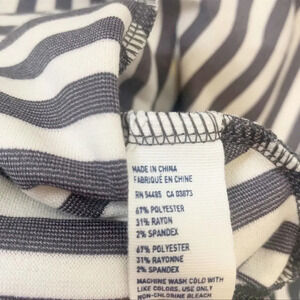 MADE IN CHINA
FABRIQUÉ EN CHINE
RN 54485 CA 03873
67% POLYESTER
31% RAYON
2% SPANDEX
67% POLYESTER
31% RAYONNE
2% SPANDEX
MACHINE WASH COLD WITH
LIKE COLORS, USE ONLY
NON-CHLORINE BLEACH